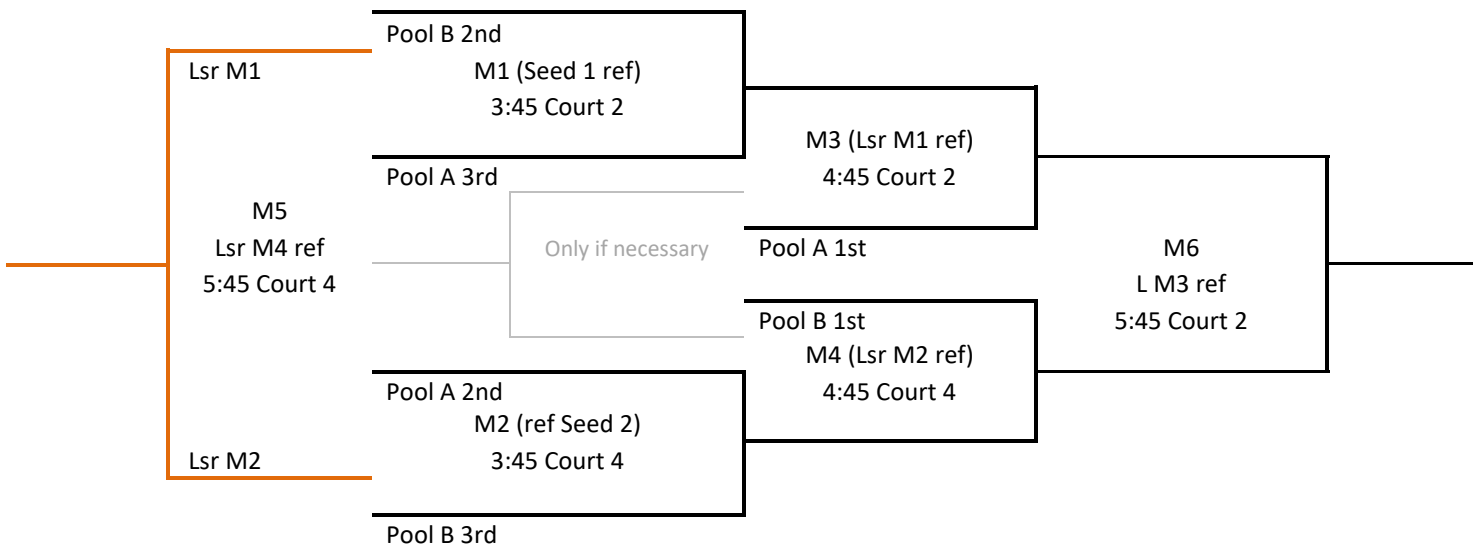 Lsr M1
M5
Lsr M4 ref
5:45 Court 4
Lsr M2
Pool B 2nd
M1 (Seed 1 ref)
3:45 Court 2
Pool A 3rd
Only if necessary
Pool A 2nd
M2 (ref Seed 2)
3:45 Court 4
Pool B 3rd
M3 (Lsr M1 ref)
4:45 Court 2
Pool A 1st
Pool B 1st
M4 (Lsr M2 ref)
4:45 Court 4
M6
L M3 ref
5:45 Court 2